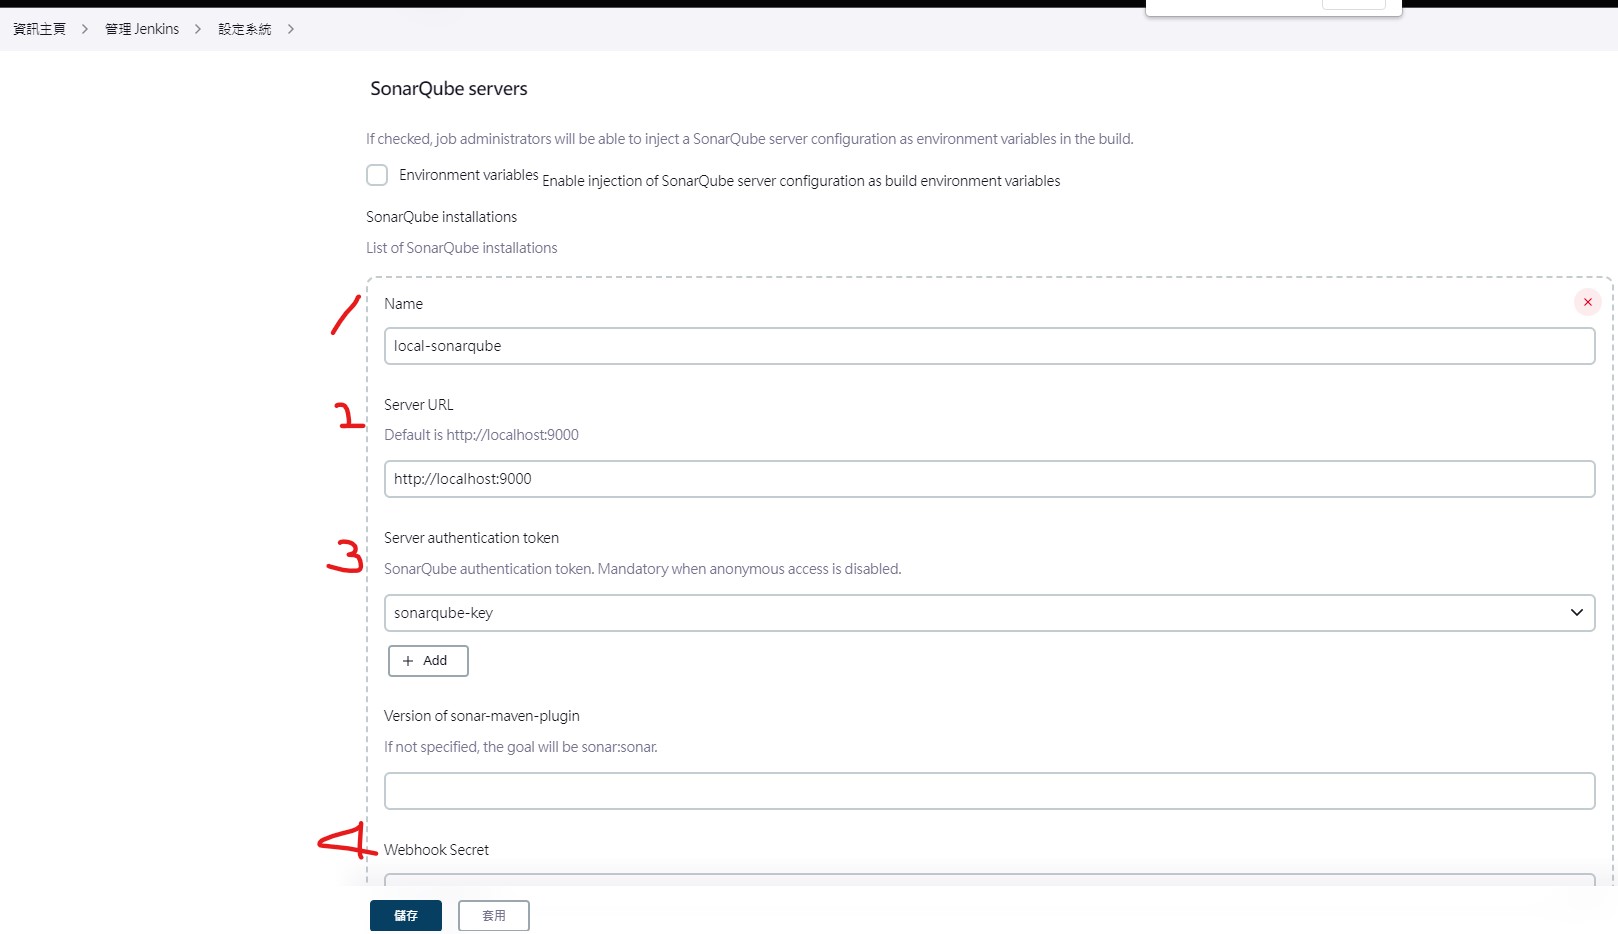 資訊主頁 > 管理 Jenkins > 設定系統 >
SonarQube servers
If checked, job administrators will be able to inject a SonarQube server configuration as environment variables in the build.
Environment variables Enable injection of SonarQube server configuration as build environment variables
SonarQube installations
List of SonarQube installations
1
Name
local-sonarqube
2
Server URL
Default is http://localhost:9000
http://localhost:9000
3
Server authentication token
SonarQube authentication token. Mandatory when anonymous access is disabled.
sonarqube-key
+ Add
Version of sonar-maven-plugin
If not specified, the goal will be sonar:sonar.
4
Webhook Secret
儲存 套用